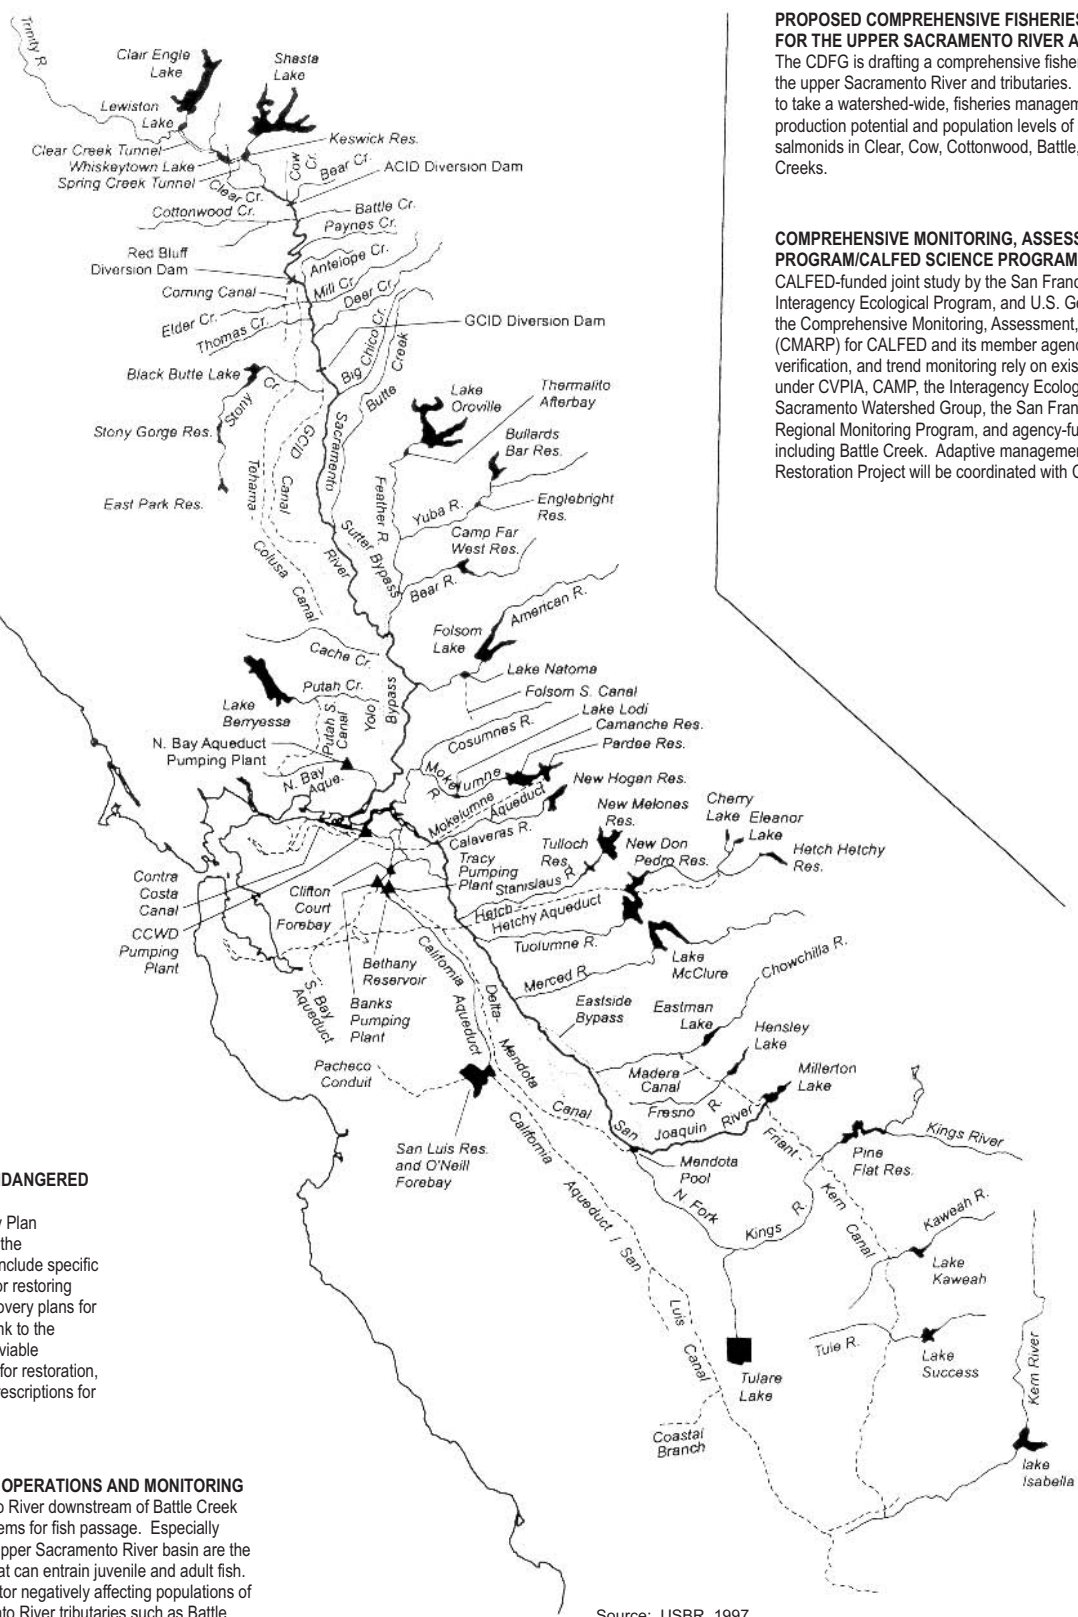 PROPOSED COMPREHENSIVE FISHERIES
FOR THE UPPER SACRAMENTO RIVER A
The CDFG is drafting a comprehensive fisher
the upper Sacramento River and tributaries.
to take a watershed-wide, fisheries managem
production potential and population levels of
salmonids in Clear, Cow, Cottonwood, Battle,
Creeks.
COMPREHENSIVE MONITORING, ASSESS
PROGRAM/CALFED SCIENCE PROGRAM
CALFED-funded joint study by the San Franc
Interagency Ecological Program, and U.S. Ge
the Comprehensive Monitoring, Assessment,
(CMARP) for CALFED and its member agenc
verification, and trend monitoring rely on exis
under CVPIA, CAMP, the Interagency Ecolog
Sacramento Watershed Group, the San Fran
Regional Monitoring Program, and agency-fu
including Battle Creek. Adaptive managemen
Restoration Project will be coordinated with C
Trinity R.
Clair Engle
Lake
Shasta
Lake
Lewiston
Lake
Clear Creek Tunnel
Whiskeytown Lake
Spring Creek Tunnel
Keswick Res.
Cow
Cr.
Bear Cr.
ACID Diversion Dam
Clear Cr.
Cottonwood Cr.
Battle Cr.
Paynes Cr.
Red Bluff
Diversion Dam
Antelope Cr.
Mill Cr.
Deer Cr.
Corning Canal
Elder Cr.
Thomas Cr.
GCID Diversion Dam
Big Chico Cr.
Butte
Creek
Black Butte Lake
Stony
Cr.
Stony Gorge Res.
East Park Res.
Tehama-
Colusa
Canal
GCID
Canal
Sacramento
River
Sutter Bypass
Feather R.
Lake
Oroville
Thermalito
Afterbay
Bullards
Bar Res.
Yuba R.
Englebright
Res.
Camp Far
West Res.
Bear R.
American R.
Folsom
Lake
Lake Natoma
Folsom S. Canal
Cache Cr.
Putah Cr.
Lake
Berryessa
Putah S.
Canal
Yolo
Bypass
N. Bay Aqueduct
Pumping Plant
N. Bay
Aque.
Cosumnes R.
Lake Lodi
Camanche Res.
Pardee Res.
Mokelumne
R.
Mokelumne
Aqueduct
New Hogan Res.
Calaveras R.
New Melones
Res.
Tulloch
Res.
New Don
Pedro Res.
Cherry
Lake
Eleanor
Lake
Hetch Hetchy
Res.
Tracy
Pumping
Plant
Stanislaus R.
Hetch
Hetchy Aqueduct
Tuolumne R.
Contra
Costa
Canal
CCWD
Pumping
Plant
Clifton
Court
Forebay
Bethany
Reservoir
Banks
Pumping
Plant
S. Bay
Aqueduct
California
Aqueduct
Delta-
Mendota
Canal
Merced R.
Lake
McClure
Chowchilla R.
Eastside
Bypass
Eastman
Lake
Hensley
Lake
Millerton
Lake
Madera
Canal
Fresno
R.
San
Joaquin
River
Pacheco
Conduit
San Luis Res.
and O'Neill
Forebay
California
Aqueduct / San
Luis
Canal
Mendota
Pool
N. Fork
Kings
R.
Friant-
Kern
Canal
Pine
Flat Res.
Kings River
Kaweah R.
Lake
Kaweah
Tule R.
Lake
Success
Tulare
Lake
Coastal
Branch
Kern River
lake
Isabella
NDANGERED
y Plan
the
nclude specific
or restoring
overy plans for
nk to the
viable
for restoration,
rescriptions for
OPERATIONS AND MONITORING
o River downstream of Battle Creek
ems for fish passage. Especially
upper Sacramento River basin are the
at can entrain juvenile and adult fish.
tor negatively affecting populations of
nto River tributaries such as Battle
Source: USBR, 1997